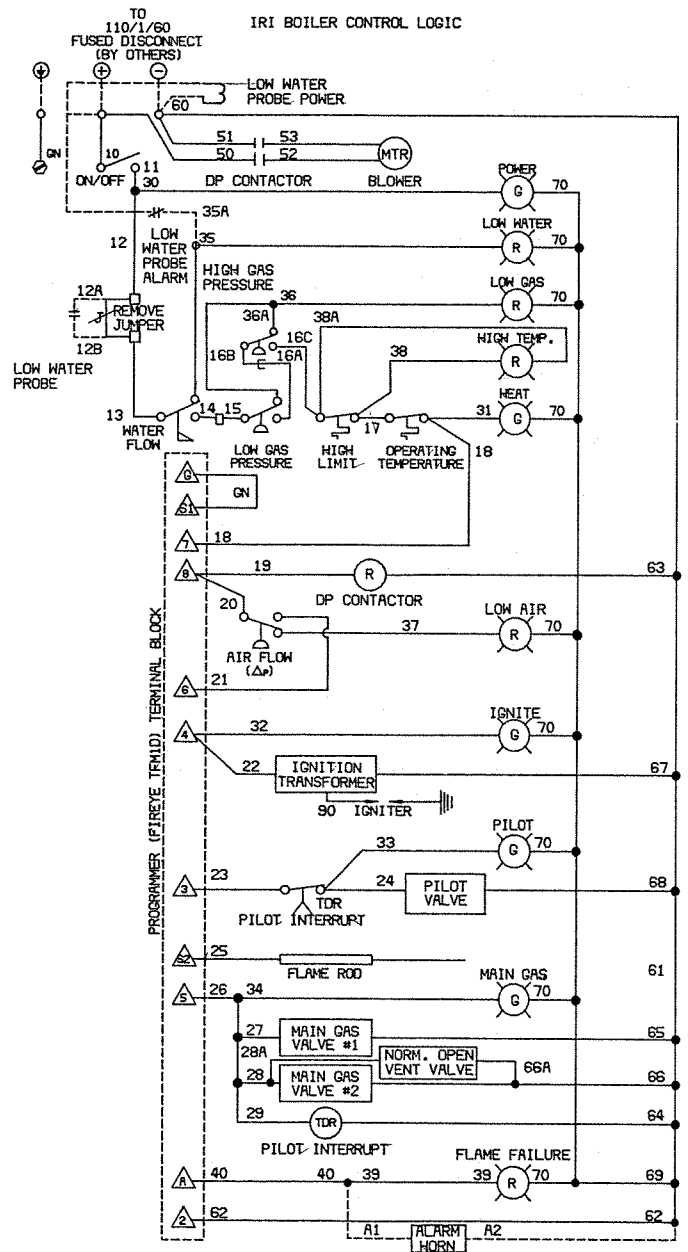 TO
110/1/60
FUSED DISCONNECT
(BY OTHERS)
IRI BOILER CONTROL LOGIC
+
−
LOW WATER
PROBE POWER
60
GN
10
11
ON/OFF
30
51
53
50
52
MTR
DP CONTACTOR
BLOWER
POWER
G
70
35A
LOW WATER
35
R
70
12
LOW
WATER
PROBE
ALARM
HIGH GAS
PRESSURE
LOW GAS
36
R
70
12A
REMOVE
JUMPER
12B
36A
38A
16C
16B
16A
38
HIGH TEMP.
R
LOW WATER
PROBE
HEAT
13
14
15
17
31
G
70
WATER
FLOW
LOW GAS
PRESSURE
HIGH
LIMIT
OPERATING
TEMPERATURE
18
G
GN
S1
7
18
8
19
R
63
DP CONTACTOR
20
LOW AIR
37
R
70
AIR FLOW
(ΔP)
6
21
PROGRAMMER (FIREYE TRM1D) TERMINAL BLOCK
IGNITE
4
32
G
70
22
IGNITION
TRANSFORMER
67
90
IGNITER
PILOT
33
G
70
3
23
24
PILOT
VALVE
68
TDR
PILOT INTERRUPT
S2
25
FLAME ROD
61
MAIN GAS
5
26
34
G
70
27
MAIN GAS
VALVE #1
65
28A
NORM. OPEN
VENT VALVE
66A
28
MAIN GAS
VALVE #2
66
29
TDR
64
PILOT INTERRUPT
FLAME FAILURE
A
40
40
39
39
R
70
69
2
62
62
A1
ALARM
HORN
A2